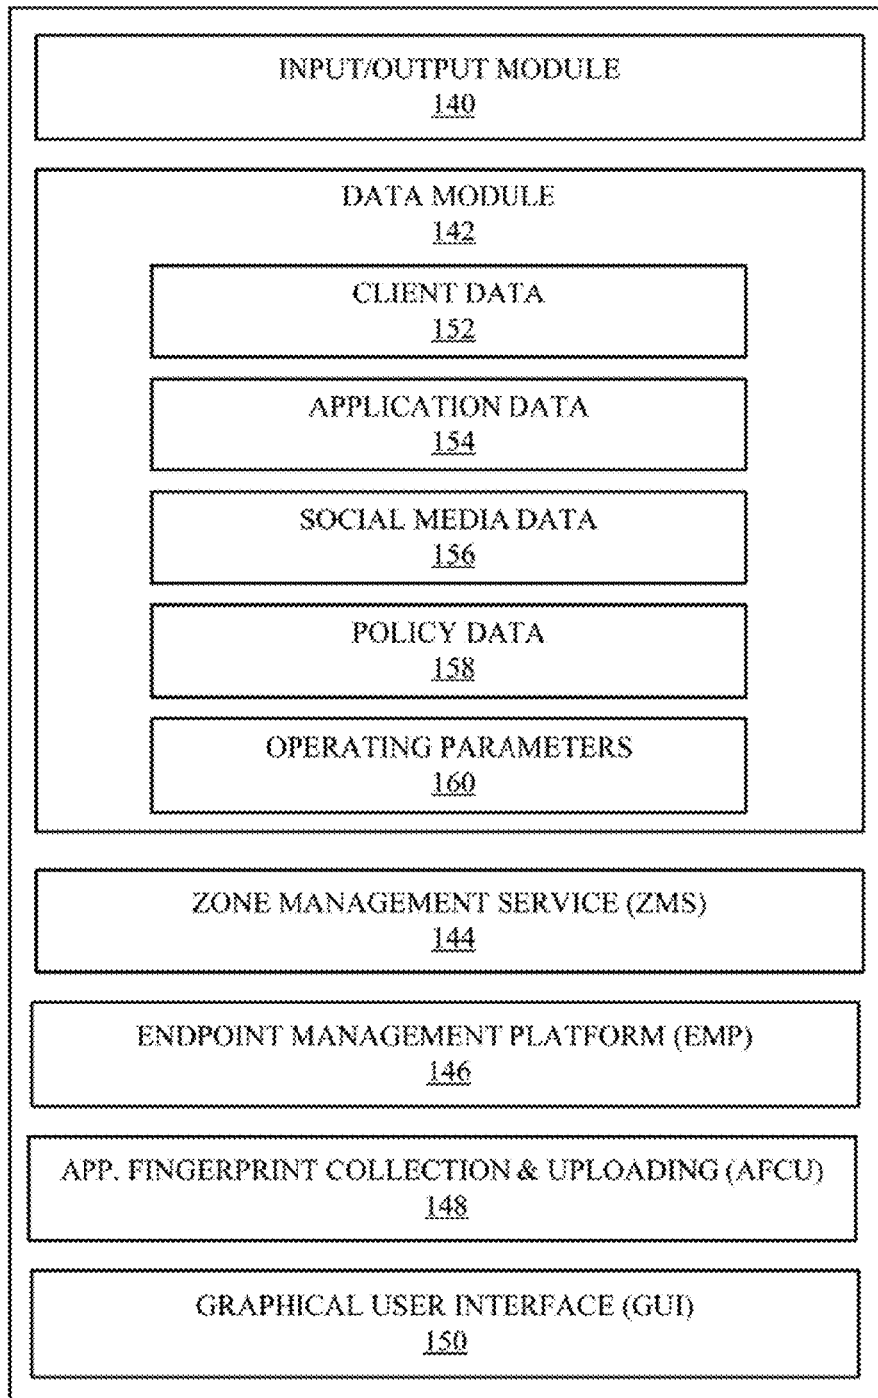 INPUT/OUTPUT MODULE
140
DATA MODULE
142
CLIENT DATA
152
APPLICATION DATA
154
SOCIAL MEDIA DATA
156
POLICY DATA
158
OPERATING PARAMETERS
160
ZONE MANAGEMENT SERVICE (ZMS)
144
ENDPOINT MANAGEMENT PLATFORM (EMP)
146
APP. FINGERPRINT COLLECTION & UPLOADING (AFCU)
148
GRAPHICAL USER INTERFACE (GUI)
150